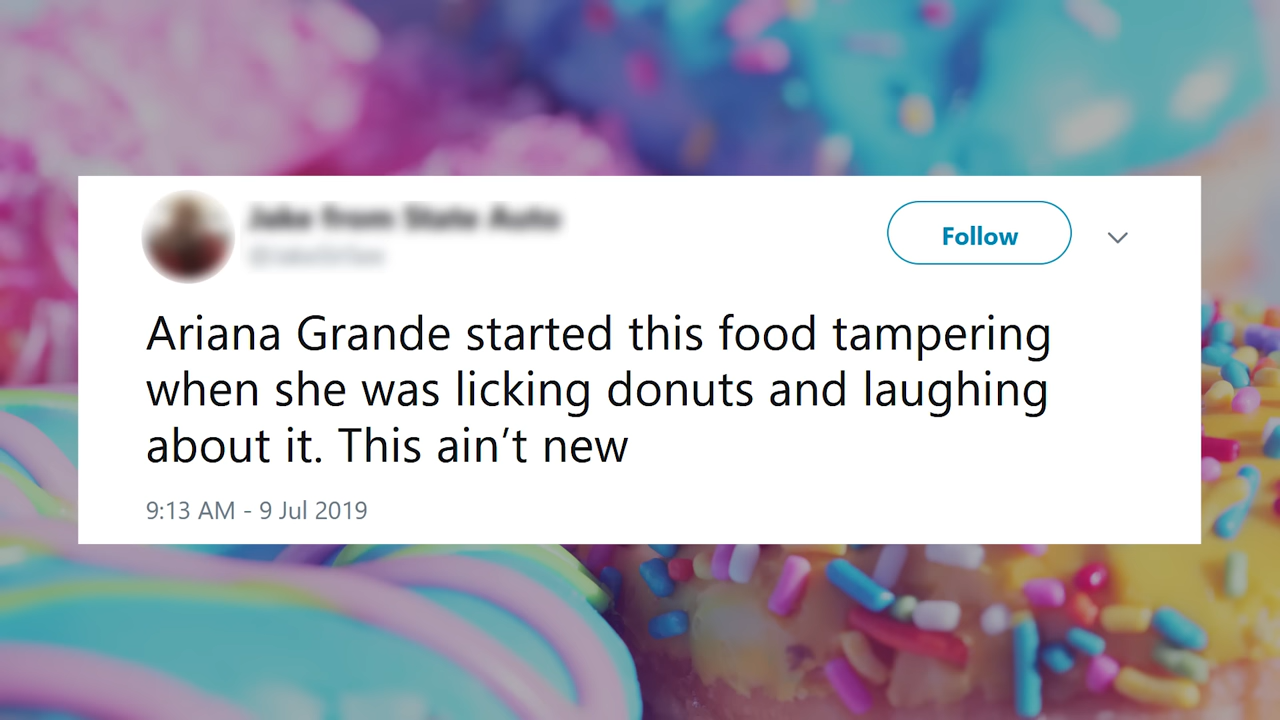 Follow
Ariana Grande started this food tampering
when she was licking donuts and laughing
about it. This ain’t new
9:13 AM - 9 Jul 2019